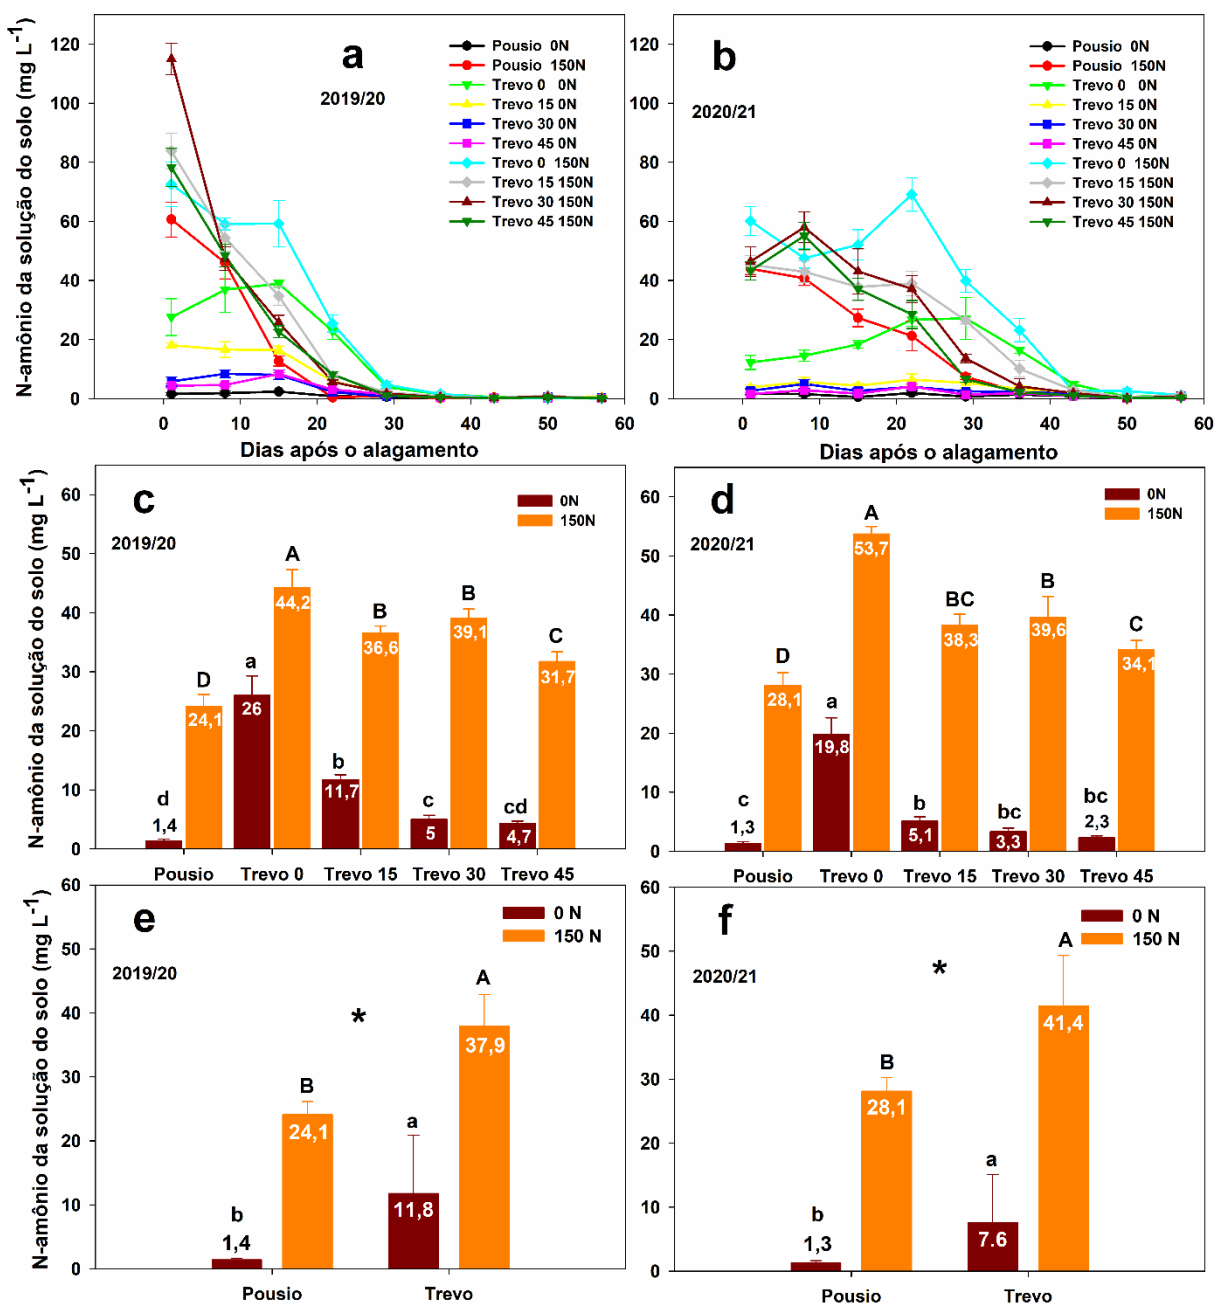 N-amônio da solução do solo (mg L-1)
120
100
80
60
40
20
0
a
2019/20
Pousio 0N
Pousio 150N
Trevo 0 0N
Trevo 15 0N
Trevo 30 0N
Trevo 45 0N
Trevo 0 150N
Trevo 15 150N
Trevo 30 150N
Trevo 45 150N
0 10 20 30 40 50 60
Dias após o alagamento
120
100
80
60
40
20
0
b
2020/21
Pousio 0N
Pousio 150N
Trevo 0 0N
Trevo 15 0N
Trevo 30 0N
Trevo 45 0N
Trevo 0 150N
Trevo 15 150N
Trevo 30 150N
Trevo 45 150N
0 10 20 30 40 50 60
Dias após o alagamento
N-amônio da solução do solo (mg L-1)
60
50
40
30
20
10
0
c
2019/20
0N
150N
d
1,4
D
24,1
a
26
A
44,2
b
11,7
B
36,6
c
5
B
39,1
cd
4,7
C
31,7
Pousio Trevo 0 Trevo 15 Trevo 30 Trevo 45
60
50
40
30
20
10
0
d
2020/21
0N
150N
c
1,3
D
28,1
a
19,8
A
53,7
b
5,1
BC
38,3
bc
3,3
B
39,6
bc
2,3
C
34,1
Pousio Trevo 0 Trevo 15 Trevo 30 Trevo 45
N-amônio da solução do solo (mg L-1)
60
50
40
30
20
10
0
e
2019/20
0 N
150 N
b
1,4
B
24,1
*
a
11,8
A
37,9
Pousio Trevo
60
50
40
30
20
10
0
f
2020/21
0 N
150 N
b
1,3
B
28,1
*
a
7.6
A
41,4
Pousio Trevo